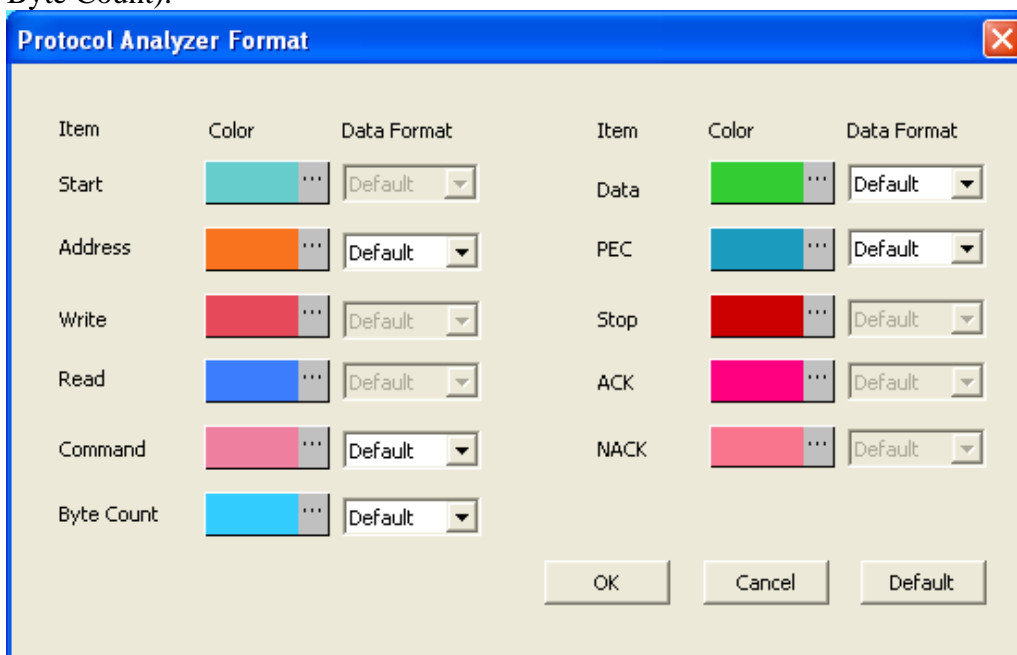 Byte Count).
Protocol Analyzer Format
Item Color Data Format Item Color Data Format
Start ... Default Data ... Default
Address ... Default PEC ... Default
Write ... Default Stop ... Default
Read ... Default ACK ... Default
Command ... Default NACK ... Default
Byte Count ... Default
OK Cancel Default